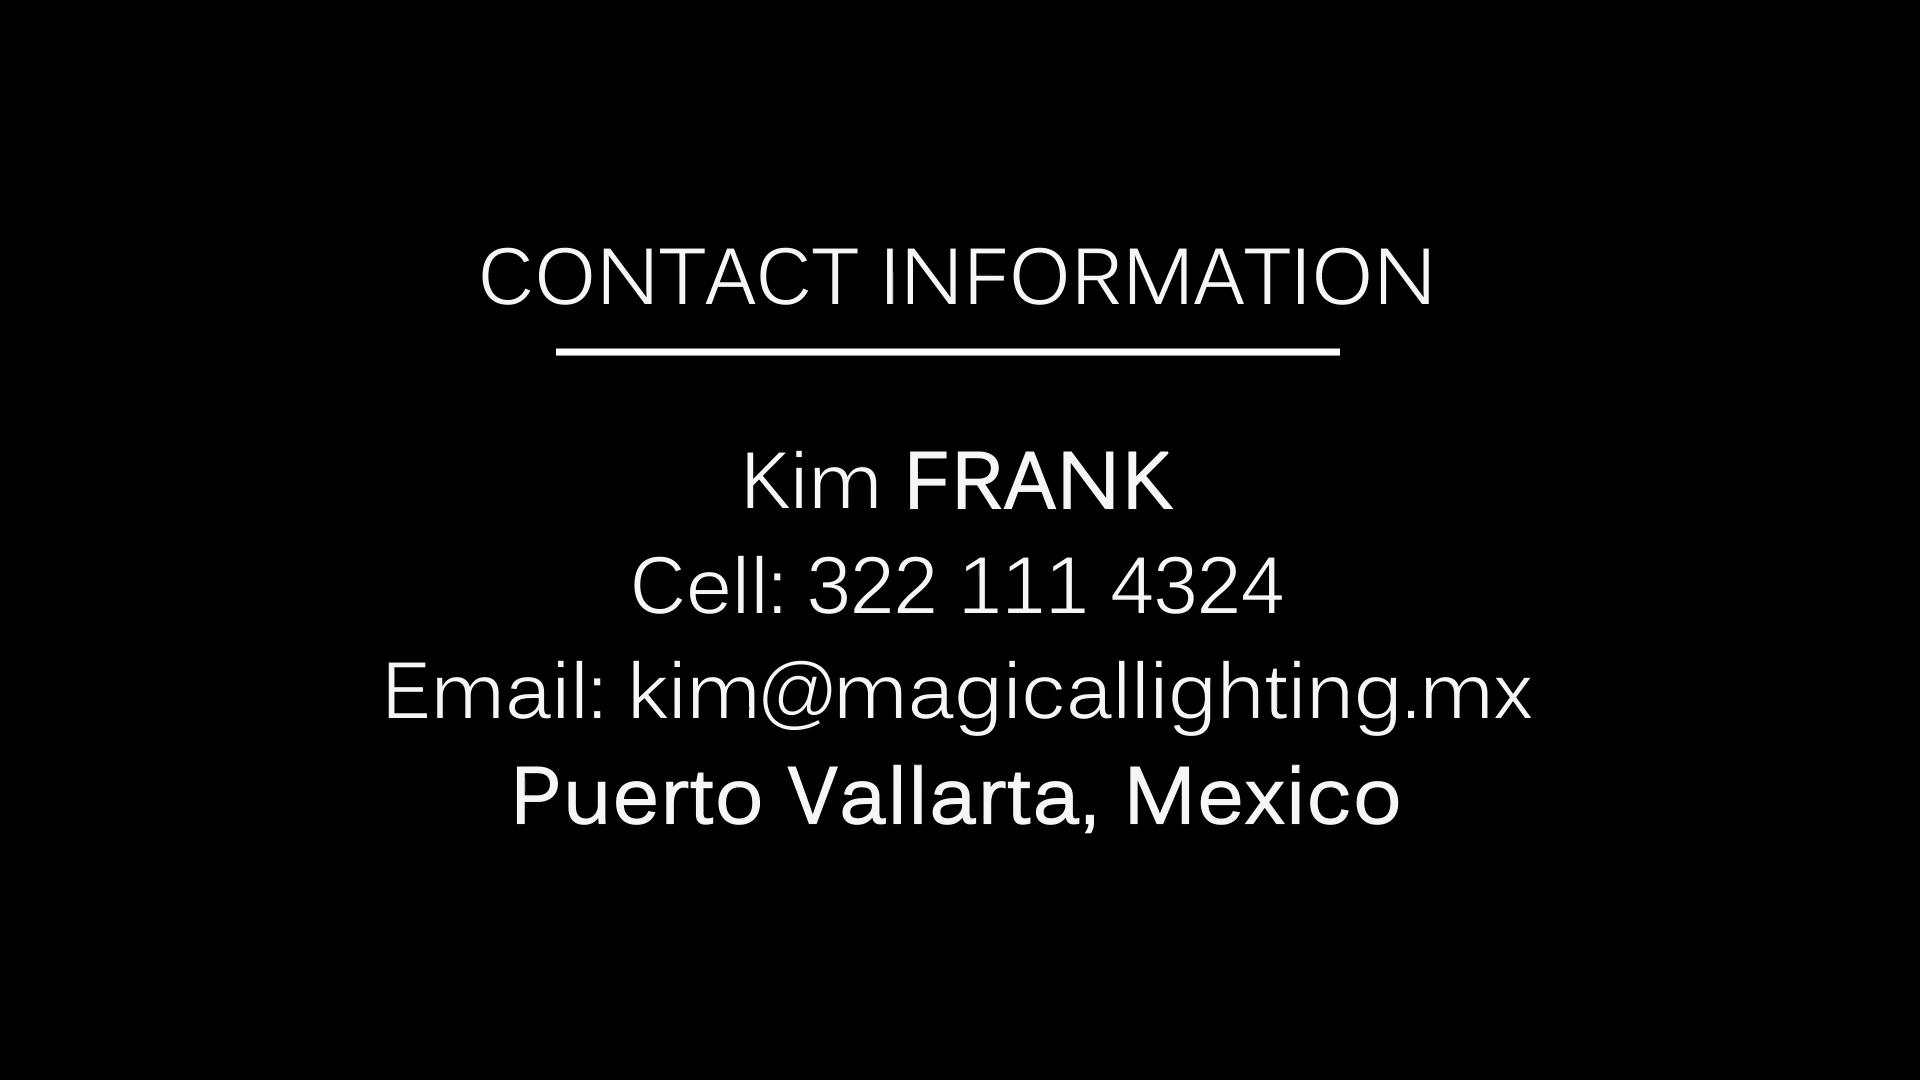 CONTACT INFORMATION
Kim FRANK
Cell: 322 111 4324
Email: kim@magicallighting.mx
Puerto Vallarta, Mexico